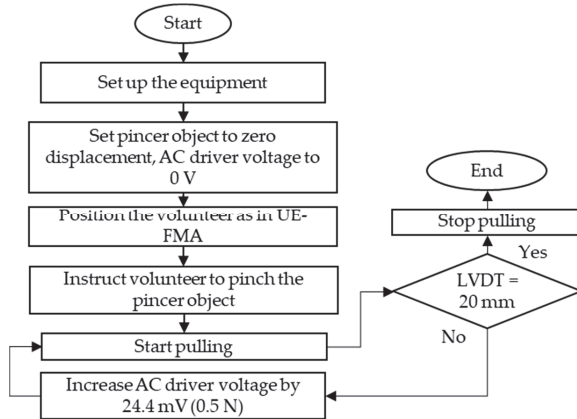 Start
Set up the equipment
Set pincer object to zero
displacement, AC driver voltage to
0 V
Position the volunteer as in UE-
FMA
Instruct volunteer to pinch the
pincer object
Start pulling
Increase AC driver voltage by
24.4 mV (0.5 N)
LVDT =
20 mm
Yes
No
Stop pulling
End